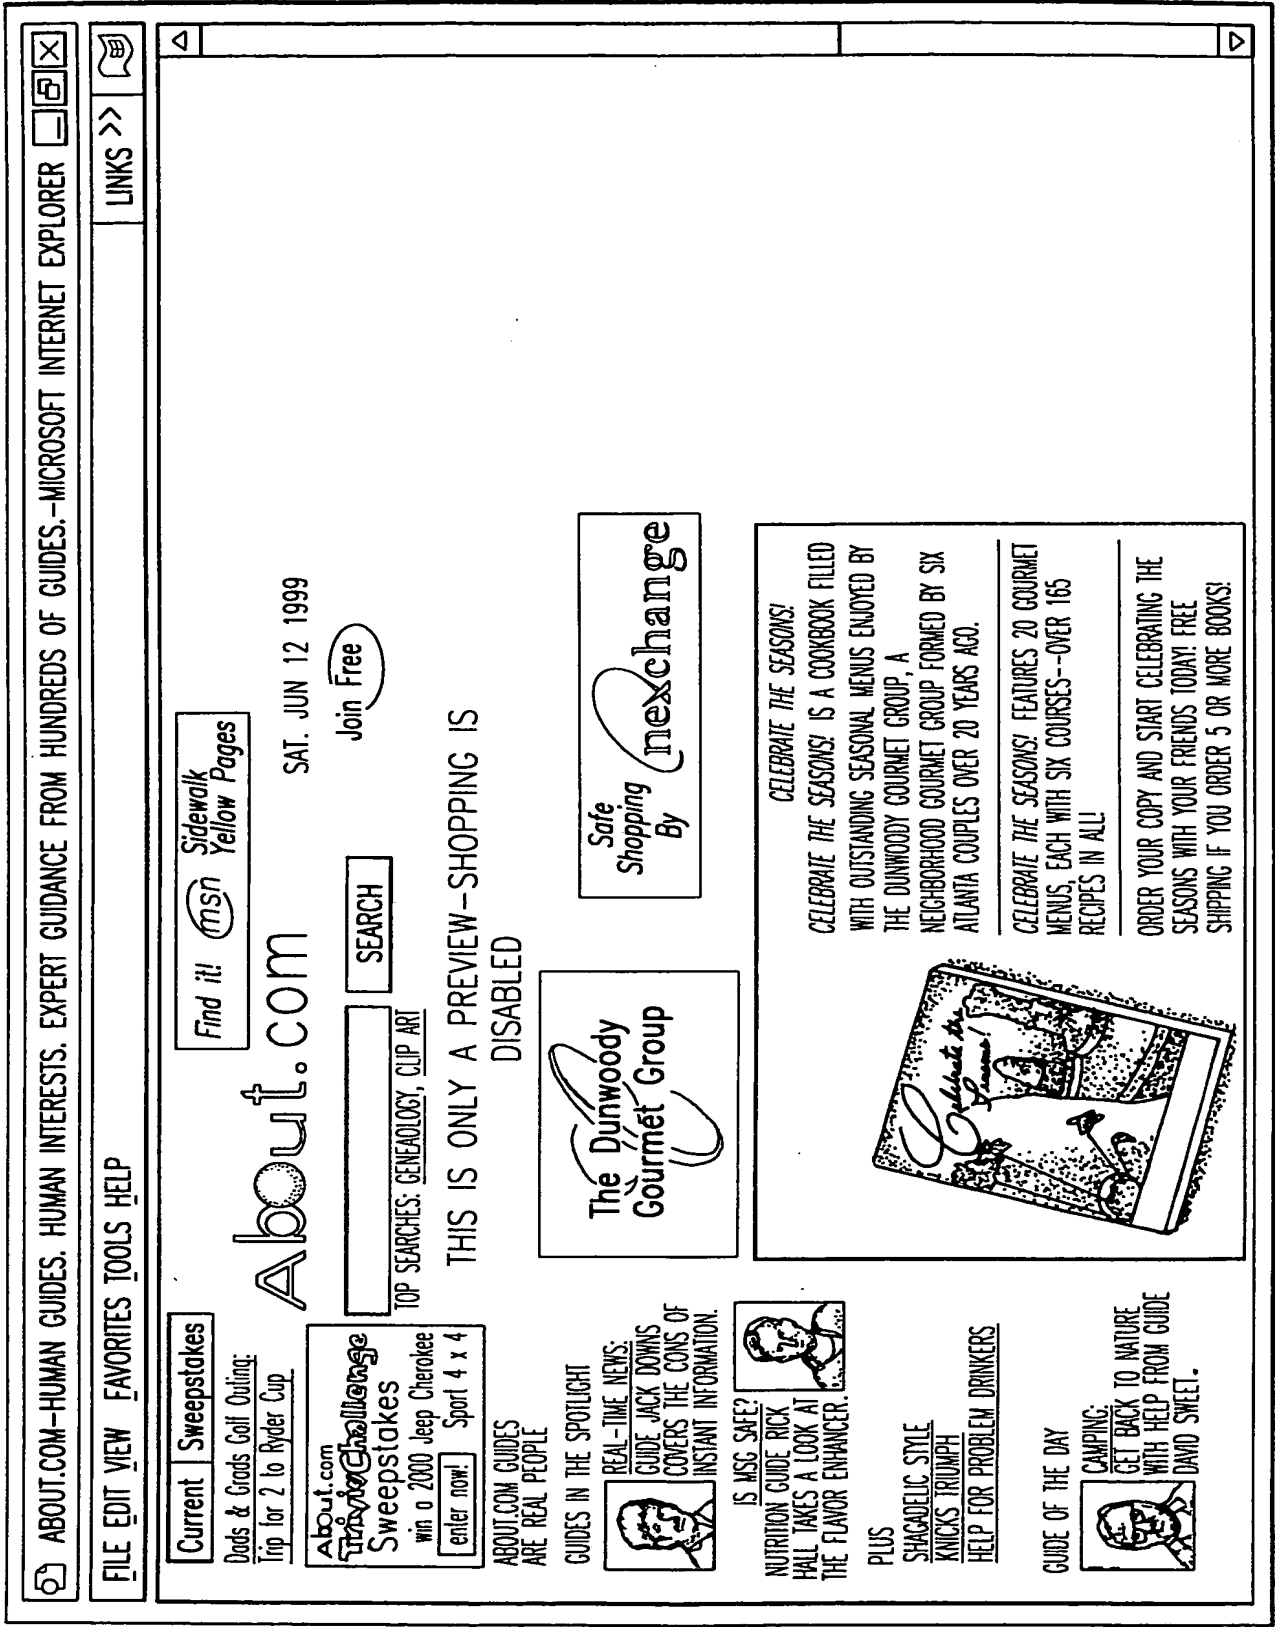 ABOUT.COM-HUMAN GUIDES. HUMAN INTERESTS. EXPERT GUIDANCE FROM HUNDREDS OF GUIDES.-MICROSOFT INTERNET EXPLORER
FILE EDIT VIEW FAVORITES TOOLS HELP
LINKS >>
Current Sweepstakes
Dads & Grads Golf Outing:
Trip for 2 to Ryder Cup
About.com
TriviaChallenge
Sweepstakes
win a 2000 Jeep Cherokee
enter now! Sport 4 x 4
ABOUT.COM GUIDES
ARE REAL PEOPLE
GUIDES IN THE SPOTLIGHT
REAL-TIME NEWS:
GUIDE JACK DOWNS
COVERS THE CONS OF
INSTANT INFORMATION.
IS MSG SAFE?
NUTRITION GUIDE RICK
HALL TAKES A LOOK AT
THE FLAVOR ENHANCER.
PLUS
SHAGADELIC STYLE
KNICKS TRIUMPH
HELP FOR PROBLEM DRINKERS
GUIDE OF THE DAY
CAMPING:
GET BACK TO NATURE
WITH HELP FROM GUIDE
DAVID SWEET.
Find it! msn Sidewalk
Yellow Pages
About.com
SAT. JUN 12 1999
SEARCH
Join Free
TOP SEARCHES: GENEAOLOGY, CLIP ART
THIS IS ONLY A PREVIEW-SHOPPING IS
DISABLED
The Dunwoody
Gourmet Group
Safe
Shopping
By
nexchange
Celebrate the
Seasons!
CELEBRATE THE SEASONS!
CELEBRATE THE SEASONS! IS A COOKBOOK FILLED
WITH OUTSTANDING SEASONAL MENUS ENJOYED BY
THE DUNWOODY GOURMET GROUP, A
NEIGHBORHOOD GOURMET GROUP FORMED BY SIX
ATLANTA COUPLES OVER 20 YEARS AGO.
CELEBRATE THE SEASONS! FEATURES 20 GOURMET
MENUS, EACH WITH SIX COURSES--OVER 165
RECIPES IN ALL!
ORDER YOUR COPY AND START CELEBRATING THE
SEASONS WITH YOUR FRIENDS TODAY! FREE
SHIPPING IF YOU ORDER 5 OR MORE BOOKS!